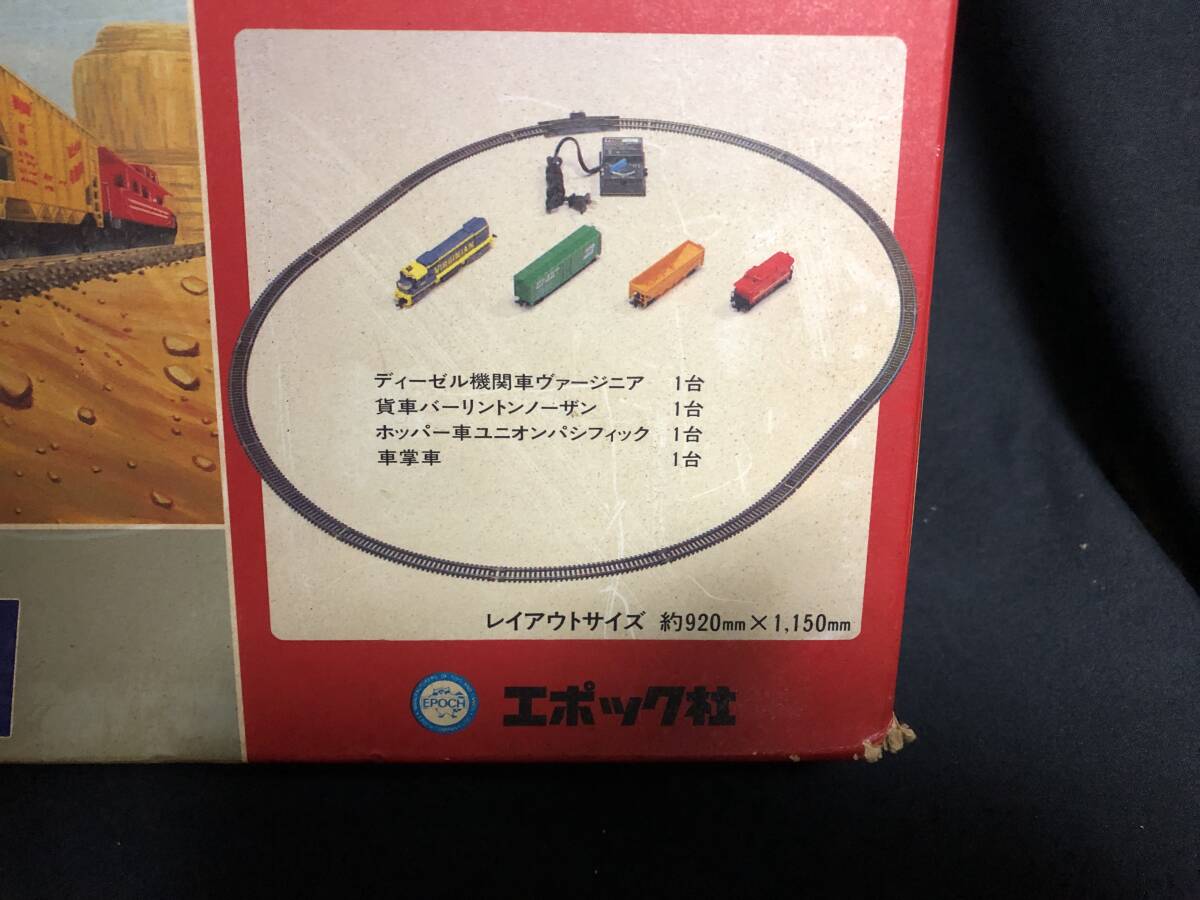 VIRGINIAN
ディーゼル機関車ヴァージニア 1台
貨車バーリントンノーザン 1台
ホッパー車ユニオンパシフィック 1台
車掌車 1台
レイアウトサイズ 約920mm×1,150mm
EPOCH
エポック社